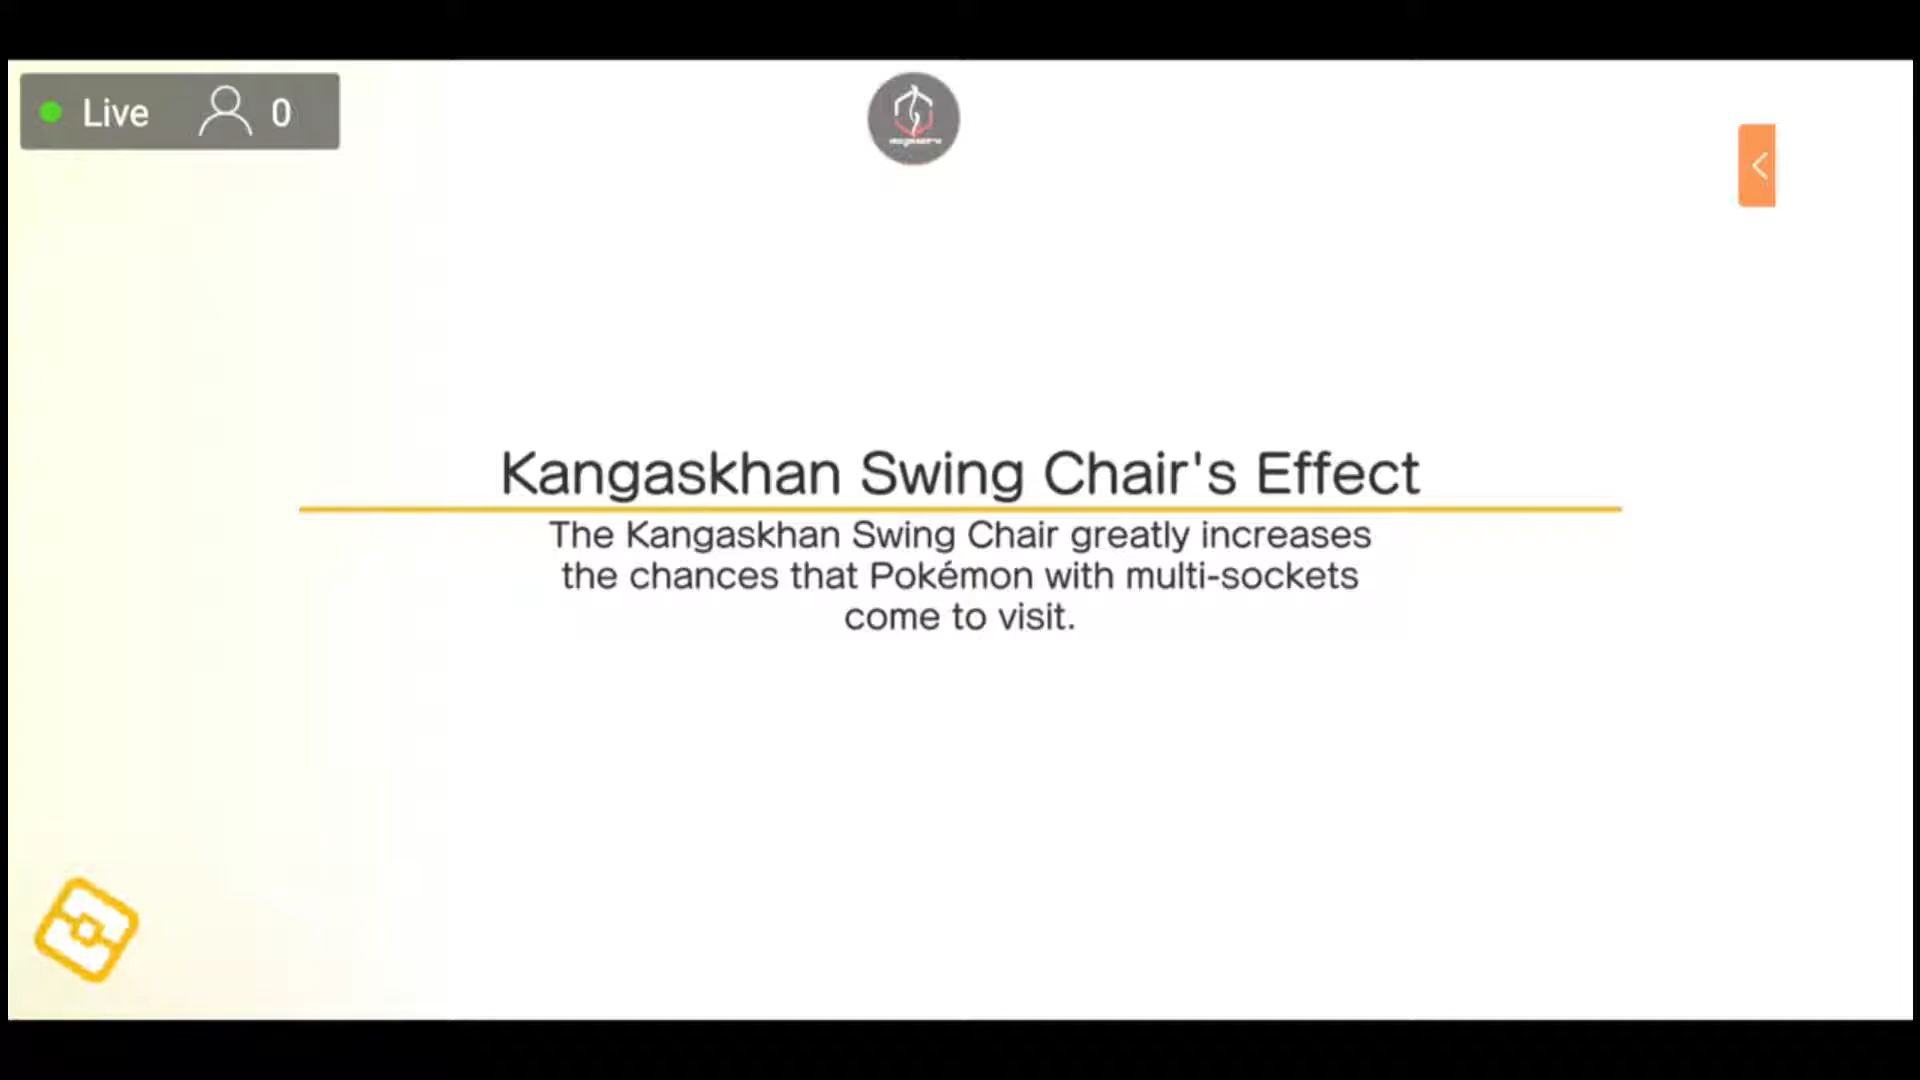 Live 0
Kangaskhan Swing Chair's Effect
The Kangaskhan Swing Chair greatly increases
the chances that Pokémon with multi-sockets
come to visit.